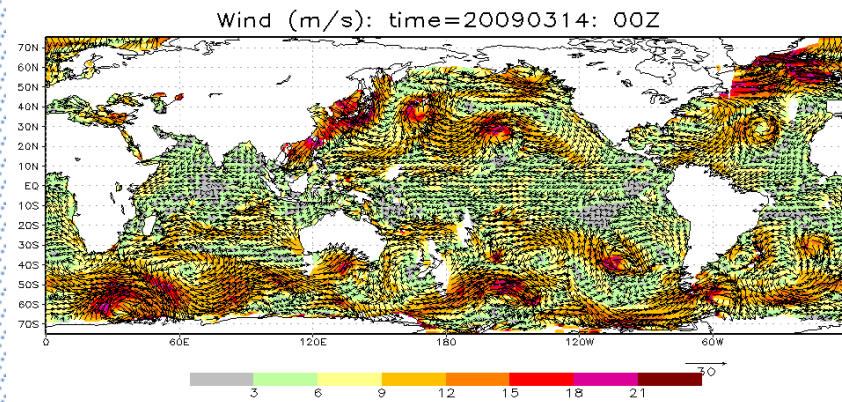 Wind (m/s): time=20090314: 00Z
70N
60N
50N
40N
30N
20N
10N
EQ
10S
20S
30S
40S
50S
60S
70S
0 60E 120E 180 120W 60W
30
3 6 9 12 15 18 21